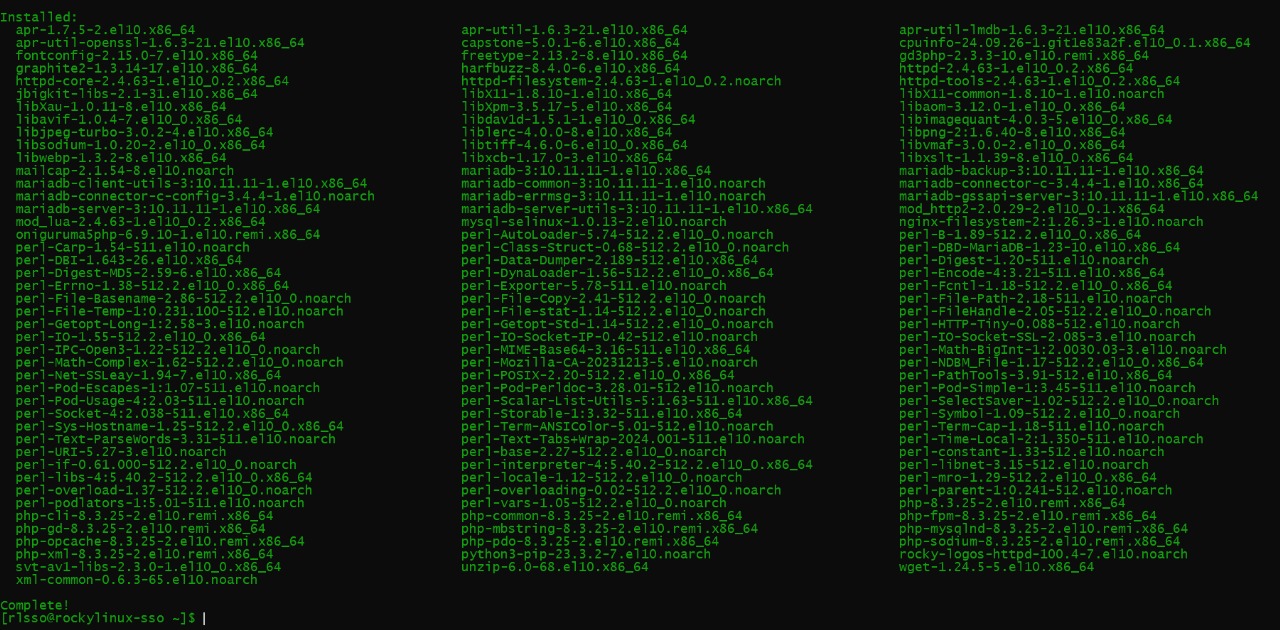 Installed:
apr-1.7.5-2.el10.x86_64 apr-util-1.6.3-21.el10.x86_64 apr-util-lmdb-1.6.3-21.el10.x86_64
apr-util-openssl-1.6.3-21.el10.x86_64 capstone-5.0.1-6.el10.x86_64 cpuinfo-24.09.26-1.git1e83a2f.el10_0.1.x86_64
fontconfig-2.15.0-7.el10.x86_64 freetype-2.13.2-8.el10.x86_64 gd3php-2.3.3-10.el10.remi.x86_64
graphite2-1.3.14-17.el10.x86_64 harfbuzz-8.4.0-6.el10.x86_64 httpd-2.4.63-1.el10_0.2.x86_64
httpd-core-2.4.63-1.el10_0.2.x86_64 httpd-filesystem-2.4.63-1.el10_0.2.noarch httpd-tools-2.4.63-1.el10_0.2.x86_64
jbigkit-libs-2.1-31.el10.x86_64 libX11-1.8.10-1.el10.x86_64 libX11-common-1.8.10-1.el10.noarch
libXau-1.0.11-8.el10.x86_64 libXpm-3.5.17-5.el10.x86_64 libaom-3.12.0-1.el10.x86_64
libavif-1.0.4-7.el10_0.x86_64 libdav1d-1.5.1-1.el10_0.x86_64 libimagequant-4.0.3-5.el10_0.x86_64
libjpeg-turbo-3.0.2-4.el10.x86_64 liblerc-4.0.0-8.el10.x86_64 libpng-2:1.6.40-8.el10.x86_64
libsodium-1.0.20-2.el10_0.x86_64 libtiff-4.6.0-6.el10_0.x86_64 libvmaf-3.0.0-2.el10_0.x86_64
libwebp-1.3.2-8.el10.x86_64 libxcb-1.17.0-3.el10.x86_64 libxslt-1.1.39-8.el10_0.x86_64
mailcap-2.1.54-8.el10.noarch mariadb-3:10.11.11-1.el10.x86_64 mariadb-backup-3:10.11.11-1.el10.x86_64
mariadb-client-utils-3:10.11.11-1.el10.x86_64 mariadb-common-3:10.11.11-1.el10.noarch mariadb-connector-c-3.4.4-1.el10.x86_64
mariadb-connector-c-config-3.4.4-1.el10.noarch mariadb-errmsg-3:10.11.11-1.el10.noarch mariadb-gssapi-server-3:10.11.11-1.el10.x86_64
mariadb-server-3:10.11.11-1.el10.x86_64 mariadb-server-utils-3:10.11.11-1.el10.x86_64 mod_http2-2.0.29-2.el10_0.1.x86_64
mod_lua-2.4.63-1.el10_0.2.x86_64 mysql-selinux-1.0.13-2.el10.noarch nginx-filesystem-2:1.26.3-1.el10.noarch
oniguruma5php-6.9.10-1.el10.remi.x86_64 perl-AutoLoader-5.74-512.2.el10_0.noarch perl-B-1.89-512.2.el10_0.x86_64
perl-Carp-1.54-511.el10.noarch perl-Class-Struct-0.68-512.2.el10_0.noarch perl-DBD-MariaDB-1.23-10.el10.x86_64
perl-DBI-1.643-26.el10.x86_64 perl-Data-Dumper-2.189-512.el10.x86_64 perl-Digest-1.20-511.el10.noarch
perl-Digest-MD5-2.59-6.el10.x86_64 perl-DynaLoader-1.56-512.2.el10_0.x86_64 perl-Encode-4:3.21-511.el10.x86_64
perl-Errno-1.38-512.2.el10_0.x86_64 perl-Exporter-5.78-511.el10.noarch perl-Fcntl-1.18-512.2.el10_0.x86_64
perl-File-Basename-2.86-512.2.el10_0.noarch perl-File-Copy-2.41-512.2.el10_0.noarch perl-File-Path-2.18-511.el10.noarch
perl-File-Temp-1:0.231.100-512.el10.noarch perl-File-stat-1.14-512.2.el10_0.noarch perl-FileHandle-2.05-512.2.el10_0.noarch
perl-Getopt-Long-1:2.58-3.el10.noarch perl-Getopt-Std-1.14-512.2.el10_0.noarch perl-HTTP-Tiny-0.088-512.el10.noarch
perl-IO-1.55-512.2.el10_0.x86_64 perl-IO-Socket-IP-0.42-512.el10.noarch perl-IO-Socket-SSL-2.085-3.el10.noarch
perl-IPC-Open3-1.22-512.2.el10_0.noarch perl-MIME-Base64-3.16-511.el10.x86_64 perl-Math-BigInt-1:2.0030.03-3.el10.noarch
perl-Math-Complex-1.62-512.2.el10_0.noarch perl-Mozilla-CA-20231213-5.el10.noarch perl-NDBM_File-1.17-512.2.el10_0.x86_64
perl-Net-SSLeay-1.94-7.el10.x86_64 perl-POSIX-2.20-512.2.el10_0.x86_64 perl-PathTools-3.91-512.el10.x86_64
perl-Pod-Escapes-1:1.07-511.el10.noarch perl-Pod-Perldoc-3.28.01-512.el10.noarch perl-Pod-Simple-1:3.45-511.el10.noarch
perl-Pod-Usage-4:2.03-511.el10.noarch perl-Scalar-List-Utils-5:1.63-511.el10.x86_64 perl-SelectSaver-1.02-512.2.el10_0.noarch
perl-Socket-4:2.038-511.el10.x86_64 perl-Storable-1:3.32-511.el10.x86_64 perl-Symbol-1.09-512.2.el10_0.noarch
perl-Sys-Hostname-1.25-512.2.el10_0.x86_64 perl-Term-ANSIColor-5.01-512.el10.noarch perl-Term-Cap-1.18-511.el10.noarch
perl-Text-ParseWords-3.31-511.el10.noarch perl-Text-Tabs+Wrap-2024.001-511.el10.noarch perl-Time-Local-2:1.350-511.el10.noarch
perl-URI-5.27-3.el10.noarch perl-base-2.27-512.2.el10_0.noarch perl-constant-1.33-512.el10.noarch
perl-if-0.61.000-512.2.el10_0.noarch perl-interpreter-4:5.40.2-512.2.el10_0.x86_64 perl-libnet-3.15-512.el10.noarch
perl-libs-4:5.40.2-512.2.el10_0.x86_64 perl-locale-1.12-512.2.el10_0.noarch perl-mro-1.29-512.2.el10_0.x86_64
perl-overload-1.37-512.2.el10_0.noarch perl-overloading-0.02-512.2.el10_0.noarch perl-parent-1:0.241-512.el10.noarch
perl-podlators-1:5.01-511.el10.noarch perl-vars-1.05-512.2.el10_0.noarch php-8.3.25-2.el10.remi.x86_64
php-cli-8.3.25-2.el10.remi.x86_64 php-common-8.3.25-2.el10.remi.x86_64 php-fpm-8.3.25-2.el10.remi.x86_64
php-gd-8.3.25-2.el10.remi.x86_64 php-mbstring-8.3.25-2.el10.remi.x86_64 php-mysqlnd-8.3.25-2.el10.remi.x86_64
php-opcache-8.3.25-2.el10.remi.x86_64 php-pdo-8.3.25-2.el10.remi.x86_64 php-sodium-8.3.25-2.el10.remi.x86_64
php-xml-8.3.25-2.el10.remi.x86_64 python3-pip-23.3.2-7.el10.noarch rocky-logos-httpd-100.4-7.el10.noarch
svt-av1-libs-2.3.0-1.el10_0.x86_64 unzip-6.0-68.el10.x86_64 wget-1.24.5-5.el10.x86_64
xml-common-0.6.3-65.el10.noarch
Complete!
[rlsso@rockylinux-sso ~]$